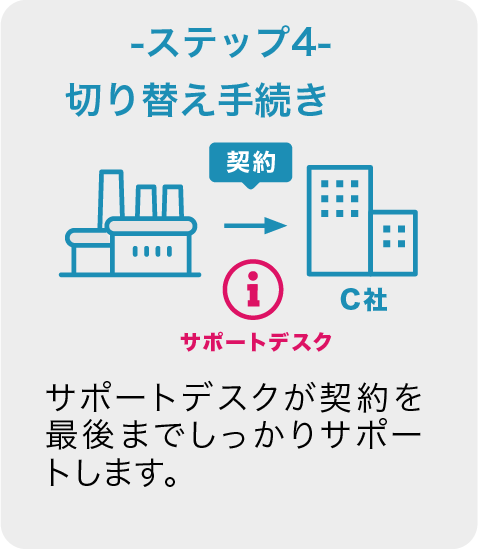 -ステップ4-
切り替え手続き
契約
C社
サポートデスク
サポートデスクが契約を
最後までしっかりサポー
トします。